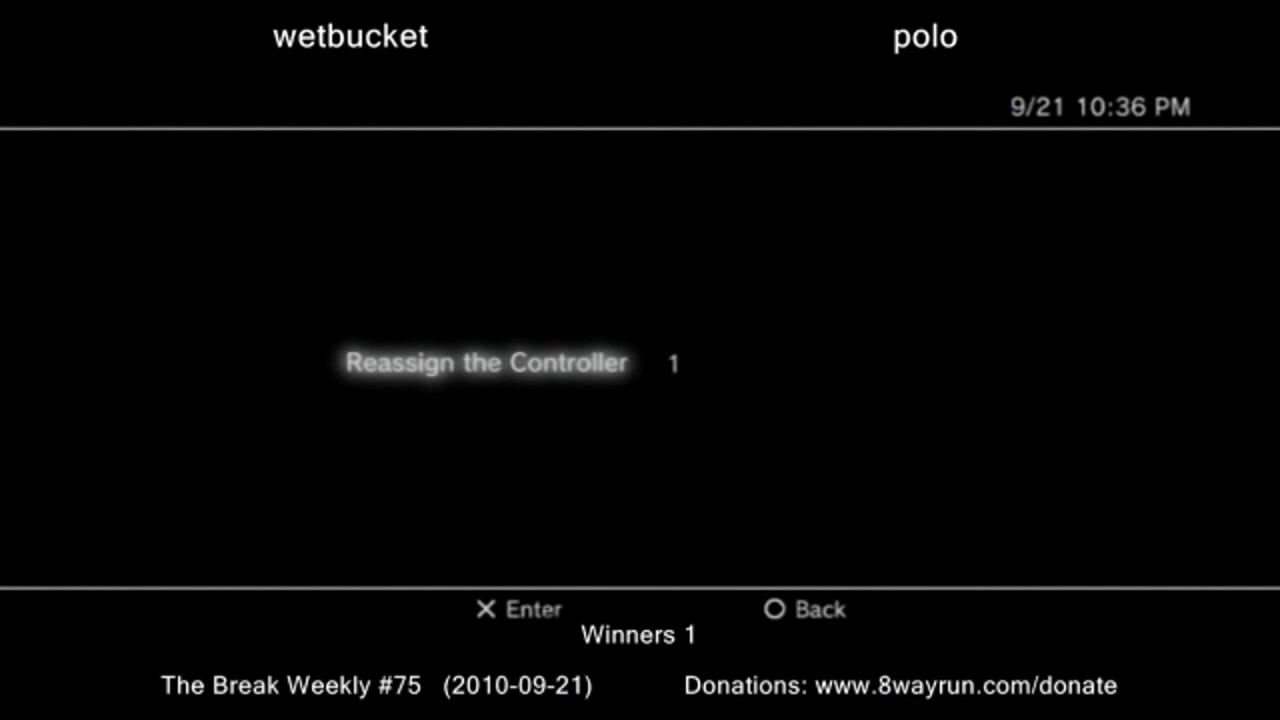 wetbucket polo
9/21 10:36 PM
Reassign the Controller 1
Enter Back
Winners 1
The Break Weekly #75 (2010-09-21) Donations: www.8wayrun.com/donate